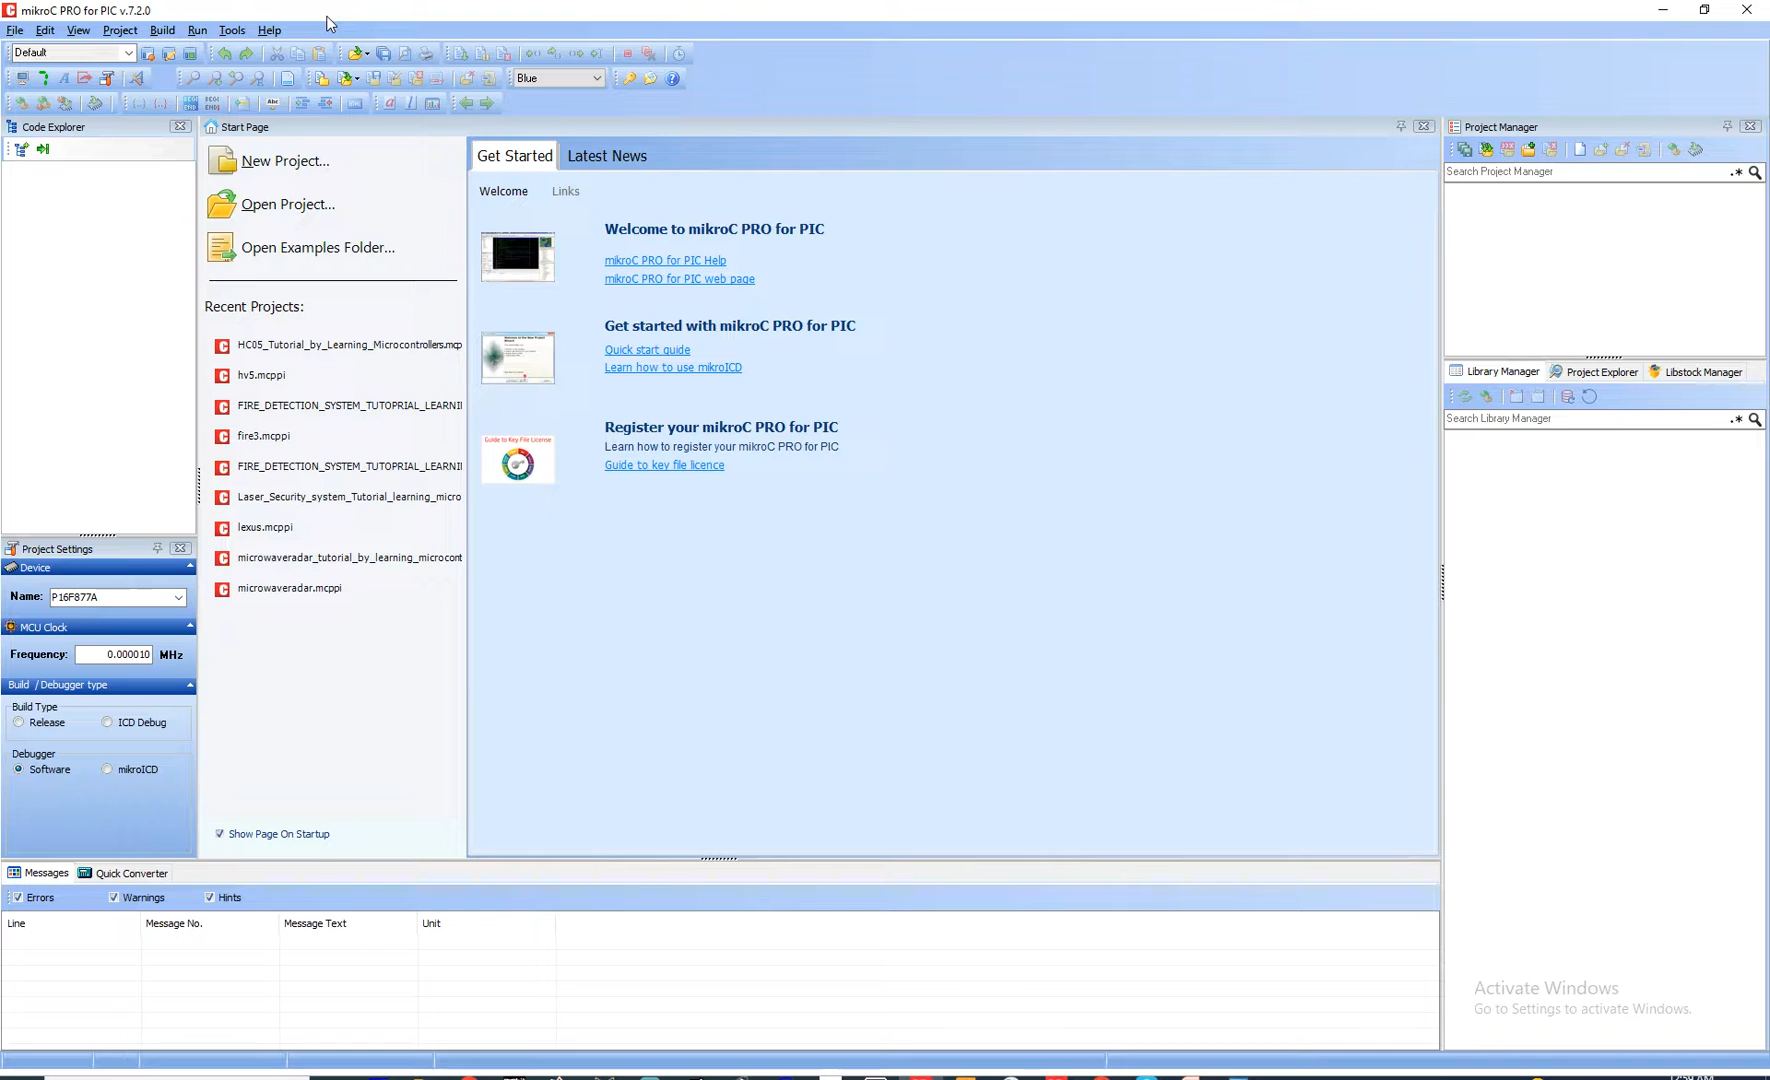 mikroC PRO for PIC v.7.2.0
File Edit View Project Build Run Tools Help
Default
Blue
Code Explorer
Start Page
New Project...
Open Project...
Open Examples Folder...
Recent Projects:
HC05_Tutorial_by_Learning_Microcontrollers.mcp
hv5.mcppi
FIRE_DETECTION_SYSTEM_TUTOPRIAL_LEARNI
fire3.mcppi
FIRE_DETECTION_SYSTEM_TUTOPRIAL_LEARNI
Laser_Security_system_Tutorial_learning_micro
lexus.mcppi
microwaveradar_tutorial_by_learning_microcont
microwaveradar.mcppi
Show Page On Startup
Get Started Latest News
Welcome Links
Welcome to mikroC PRO for PIC
mikroC PRO for PIC Help
mikroC PRO for PIC web page
Get started with mikroC PRO for PIC
Quick start guide
Learn how to use mikroICD
Guide to Key File License
Register your mikroC PRO for PIC
Learn how to register your mikroC PRO for PIC
Guide to key file licence
Project Manager
Search Project Manager
Library Manager Project Explorer Libstock Manager
Search Library Manager
Project Settings
Device
Name: P16F877A
MCU Clock
Frequency: 0.000010 MHz
Build / Debugger type
Build Type
Release ICD Debug
Debugger
Software mikroICD
Messages Quick Converter
Errors Warnings Hints
Line Message No. Message Text Unit
Activate Windows
Go to Settings to activate Windows.